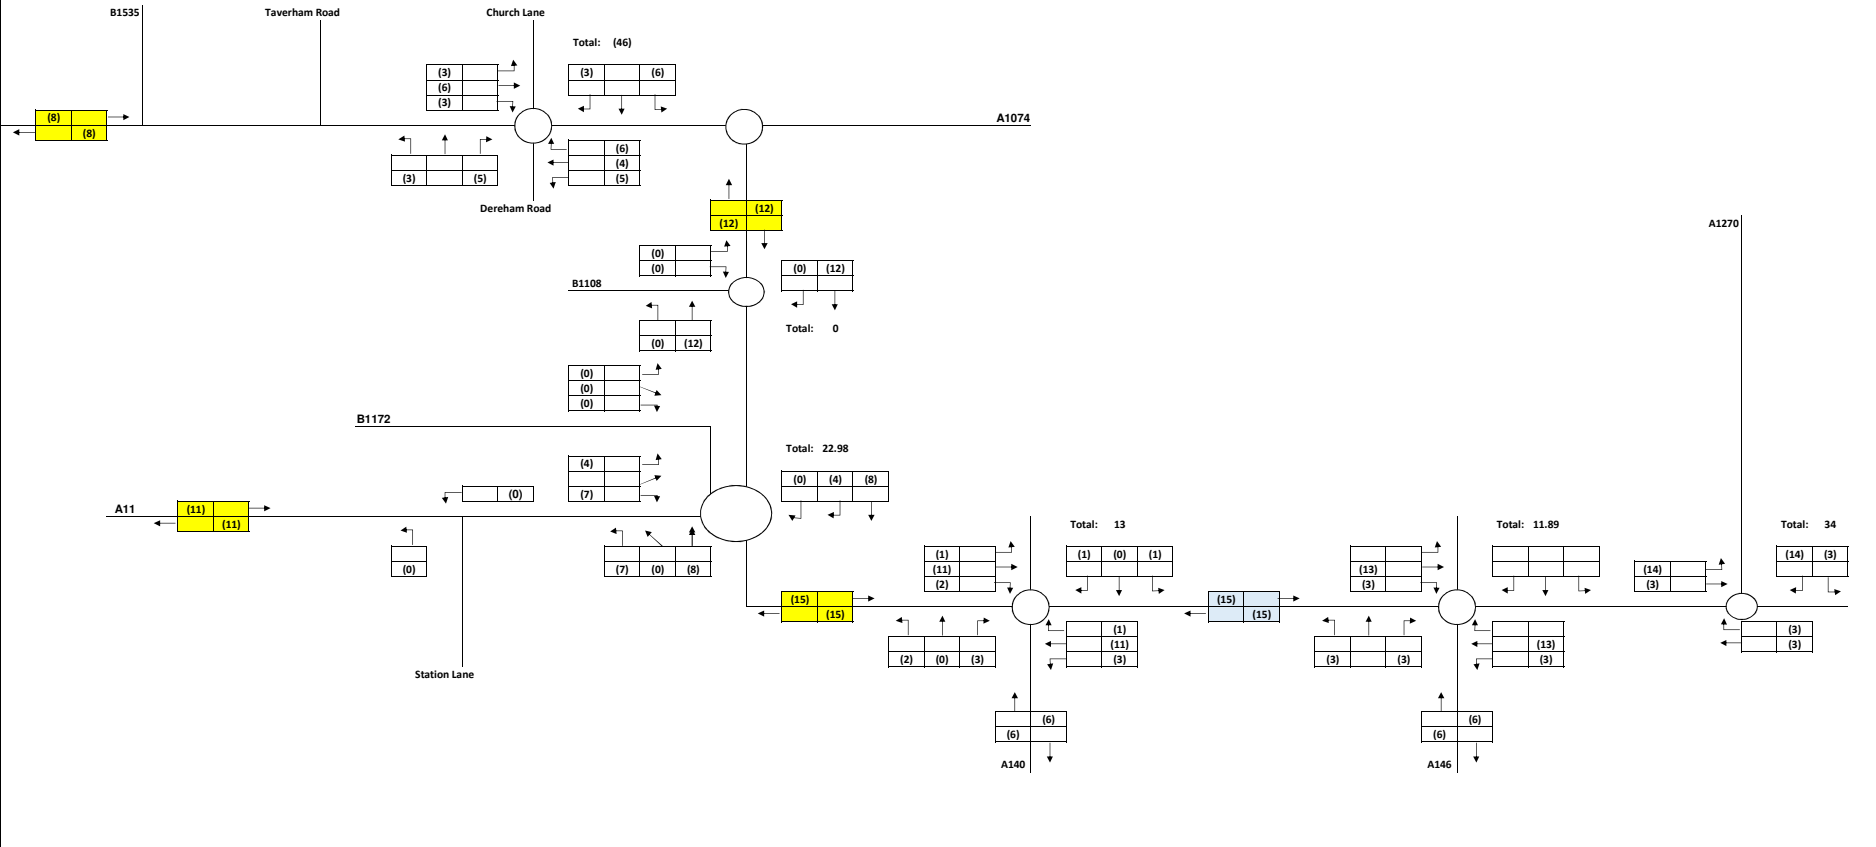 B1535 Taverham Road Church Lane
Total: (46)
(3)
(6)
(3)
(3) (6)
(8)
(8)
A1074
(3) (5)
(6)
(4)
(5)
Dereham Road
(12)
(12)
A1270
(0)
(0)
(0) (12)
B1108
Total: 0
(0) (12)
(0)
(0)
(0)
B1172
Total: 22.98
(4)
(7)
(0) (4) (8)
(0)
A11
(11)
(11)
(0)
(7) (0) (8)
Total: 13
Total: 11.89
Total: 34
(1)
(11)
(2)
(1) (0) (1)
(13)
(3)
(14)
(3)
(14) (3)
(15)
(15)
(15)
(15)
(2) (0) (3)
(1)
(11)
(3)
(3) (3)
(13)
(3)
(3)
(3)
Station Lane
(6)
(6)
(6)
(6)
A140
A146